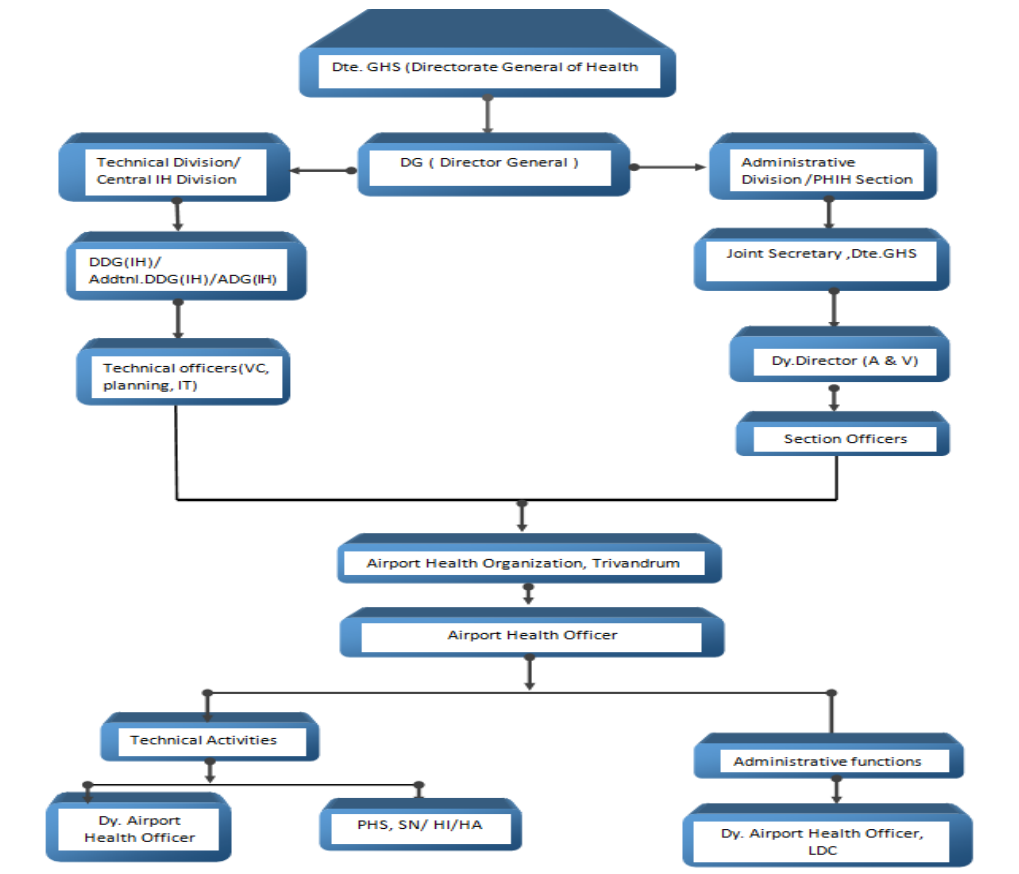 Dte. GHS (Directorate General of Health
DG ( Director General )
Technical Division/
Central IH Division
Administrative
Division /PHIH Section
DDG(IH)/
Addtnl.DDG(IH)/ADG(IH)
Joint Secretary ,Dte.GHS
Technical officers(VC,
planning, IT)
Dy.Director (A & V)
Section Officers
Airport Health Organization, Trivandrum
Airport Health Officer
Technical Activities
Administrative functions
Dy. Airport
Health Officer
PHS, SN/ HI/HA
Dy. Airport Health Officer,
LDC